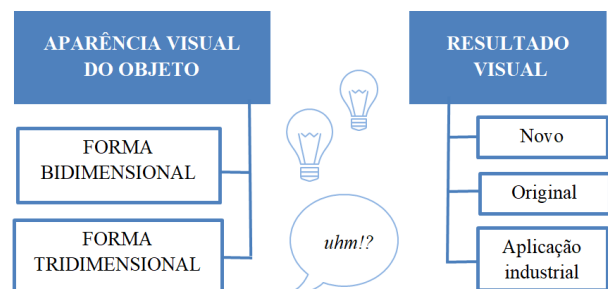 APARÊNCIA VISUAL
DO OBJETO
FORMA
BIDIMENSIONAL
FORMA
TRIDIMENSIONAL
uhm!?
RESULTADO
VISUAL
Novo
Original
Aplicação
industrial